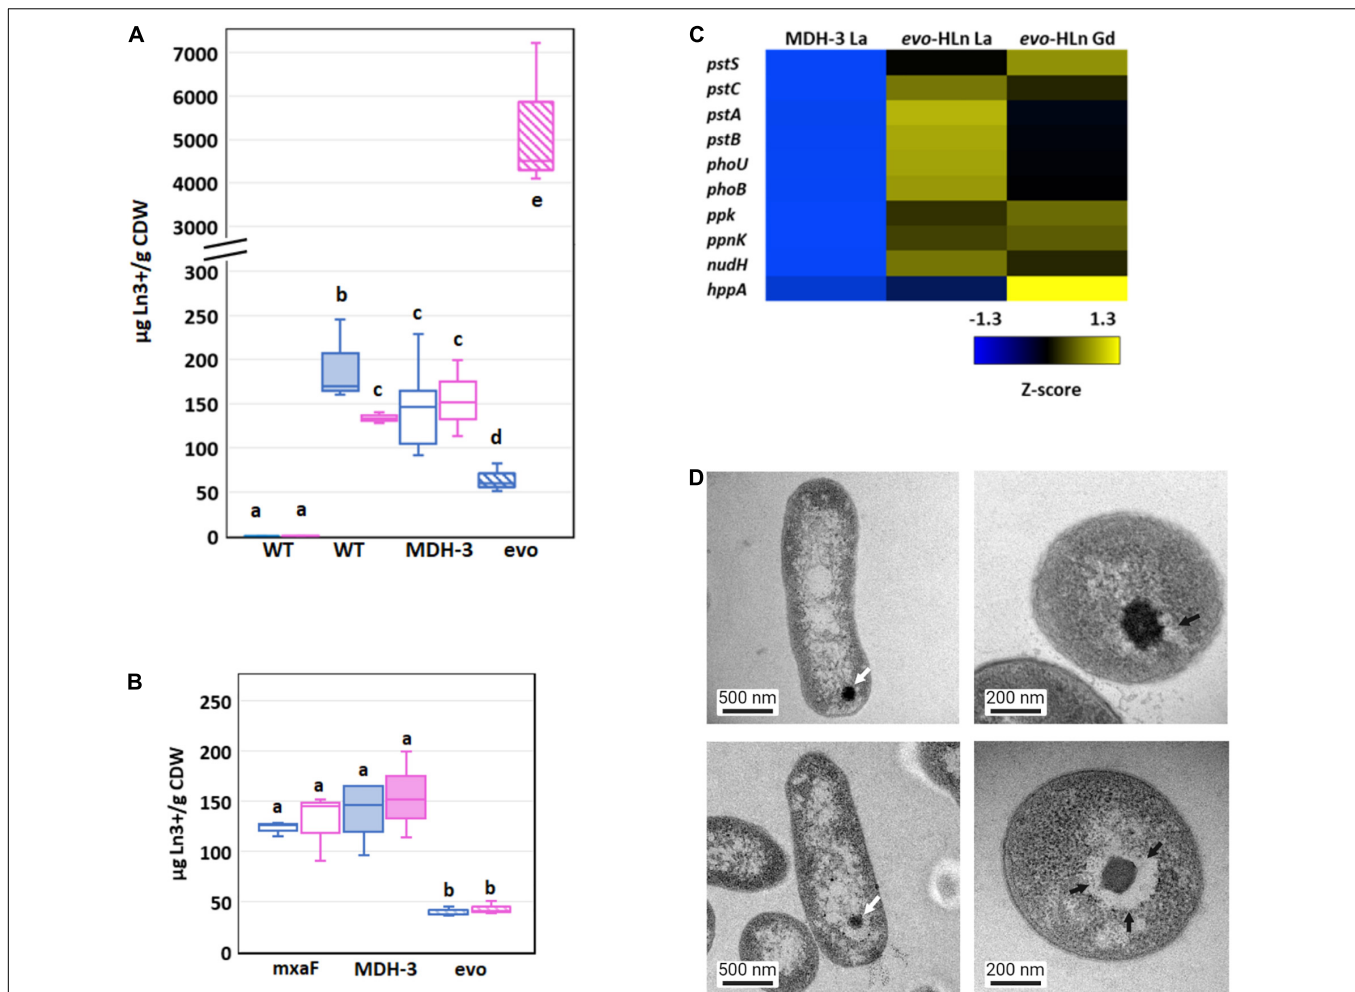 A
µg Ln3+/g CDW
7000
6000
5000
4000
3000
300
250
200
150
100
50
0
a
a
b
c
c
c
d
e
WT
WT
MDH-3
evo
B
µg Ln3+/g CDW
250
200
150
100
50
0
a
a
a
a
b
b
mxaF
MDH-3
evo
C
MDH-3 La
evo-HLn La
evo-HLn Gd
pstS
pstC
pstA
pstB
phoU
phoB
ppk
ppnK
nudH
hppA
-1.3
1.3
Z-score
D
500 nm
200 nm
500 nm
200 nm